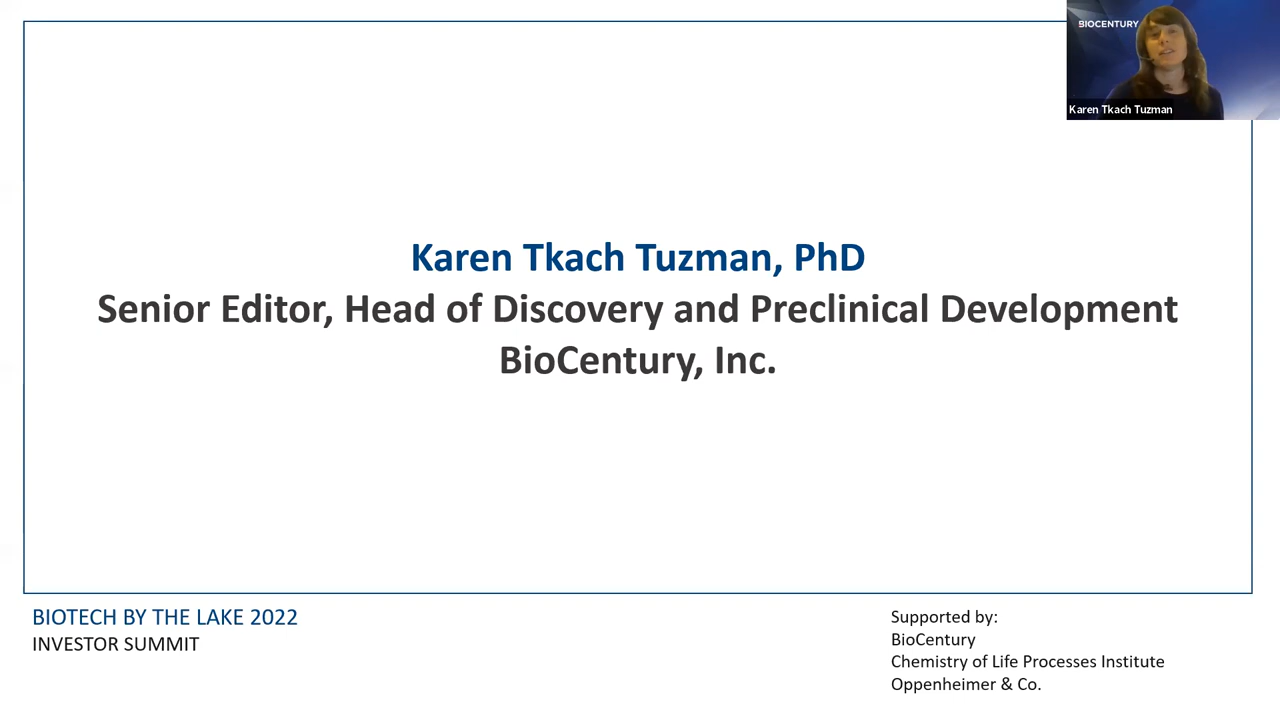 BIOCENTURY
Karen Tkach Tuzman
Karen Tkach Tuzman, PhD
Senior Editor, Head of Discovery and Preclinical Development
BioCentury, Inc.
BIOTECH BY THE LAKE 2022
INVESTOR SUMMIT
Supported by:
BioCentury
Chemistry of Life Processes Institute
Oppenheimer & Co.